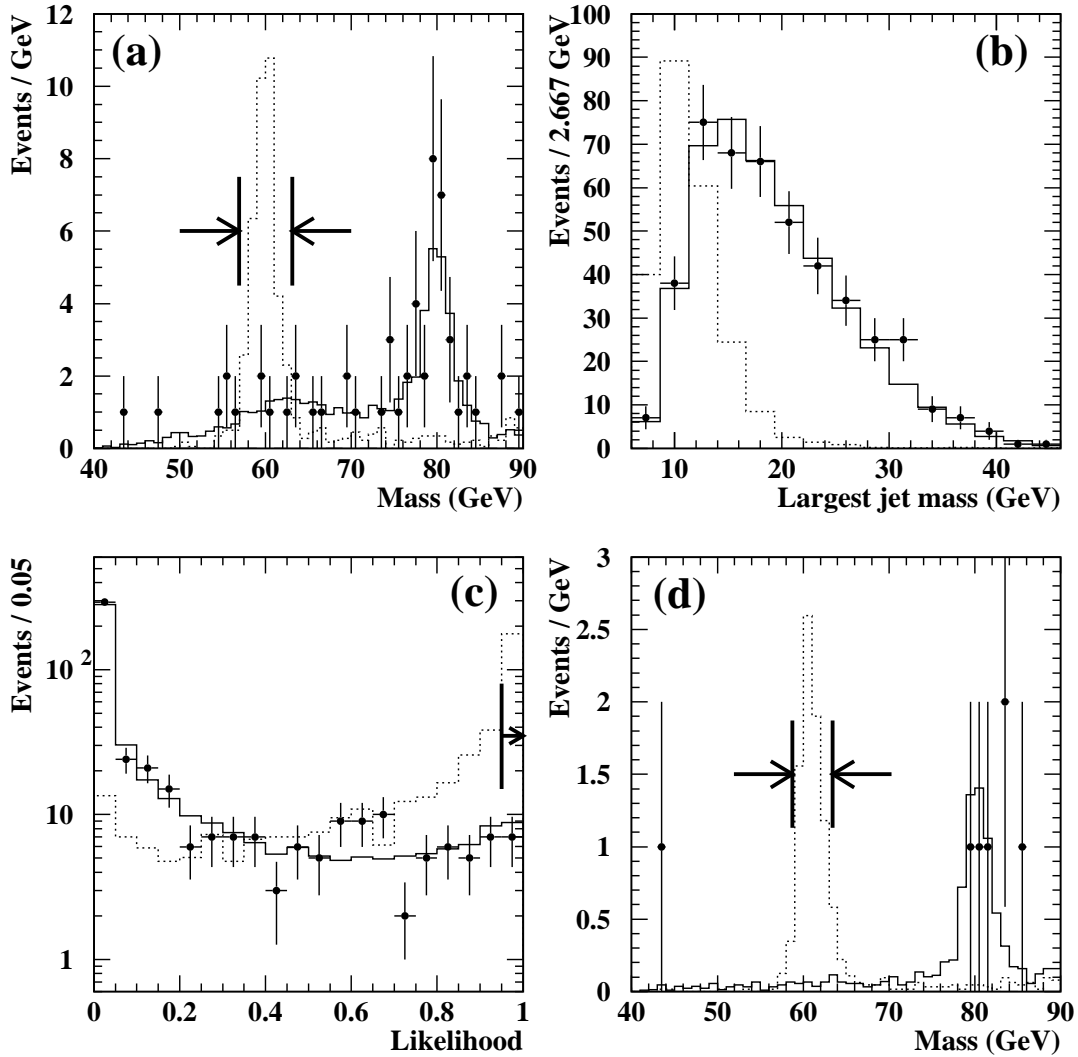 (a)
Events / GeV
12
10
8
6
4
2
0
40 50 60 70 80 90
Mass (GeV)
(b)
Events / 2.667 GeV
100
90
80
70
60
50
40
30
20
10
0
10 20 30 40
Largest jet mass (GeV)
(c)
Events / 0.05
10 2
10
1
0 0.2 0.4 0.6 0.8 1
Likelihood
(d)
Events / GeV
3
2.5
2
1.5
1
0.5
0
40 50 60 70 80 90
Mass (GeV)